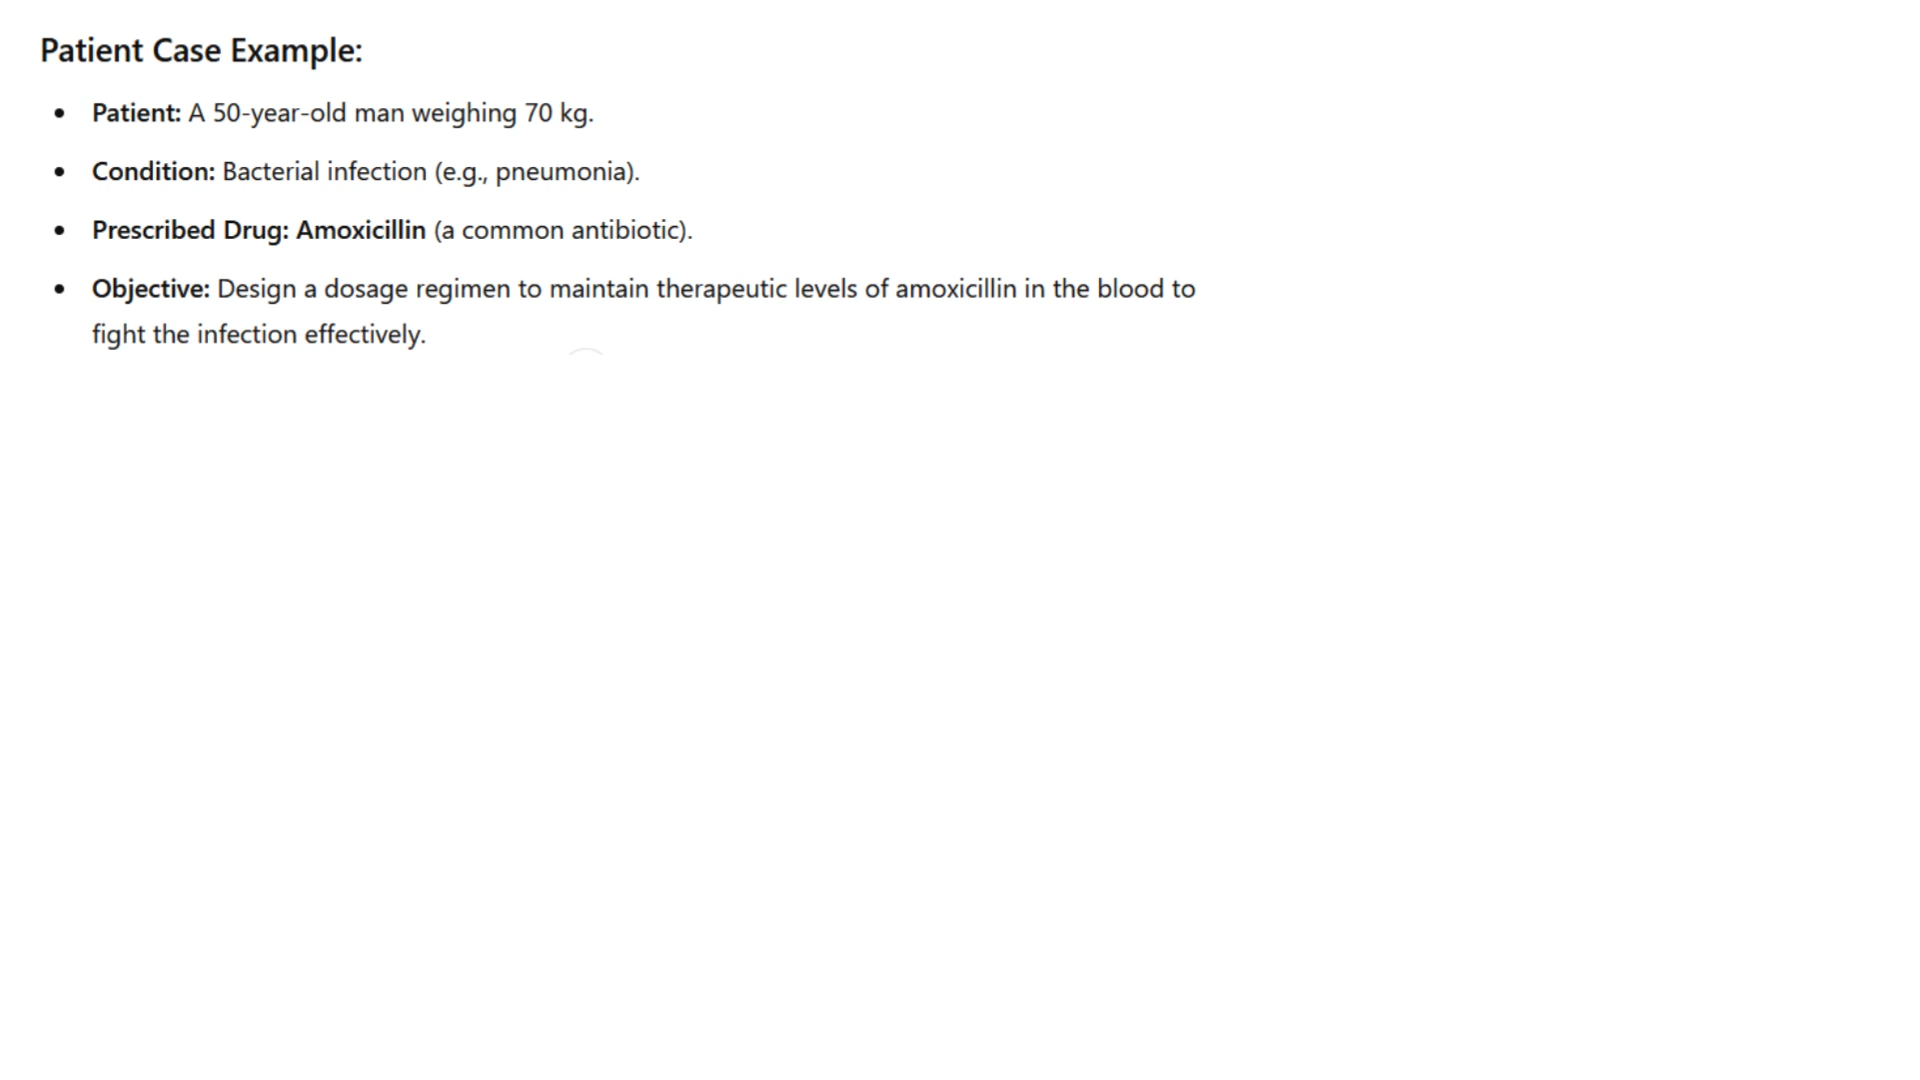 Patient Case Example:
• Patient: A 50-year-old man weighing 70 kg.
• Condition: Bacterial infection (e.g., pneumonia).
• Prescribed Drug: Amoxicillin (a common antibiotic).
• Objective: Design a dosage regimen to maintain therapeutic levels of amoxicillin in the blood to
fight the infection effectively.